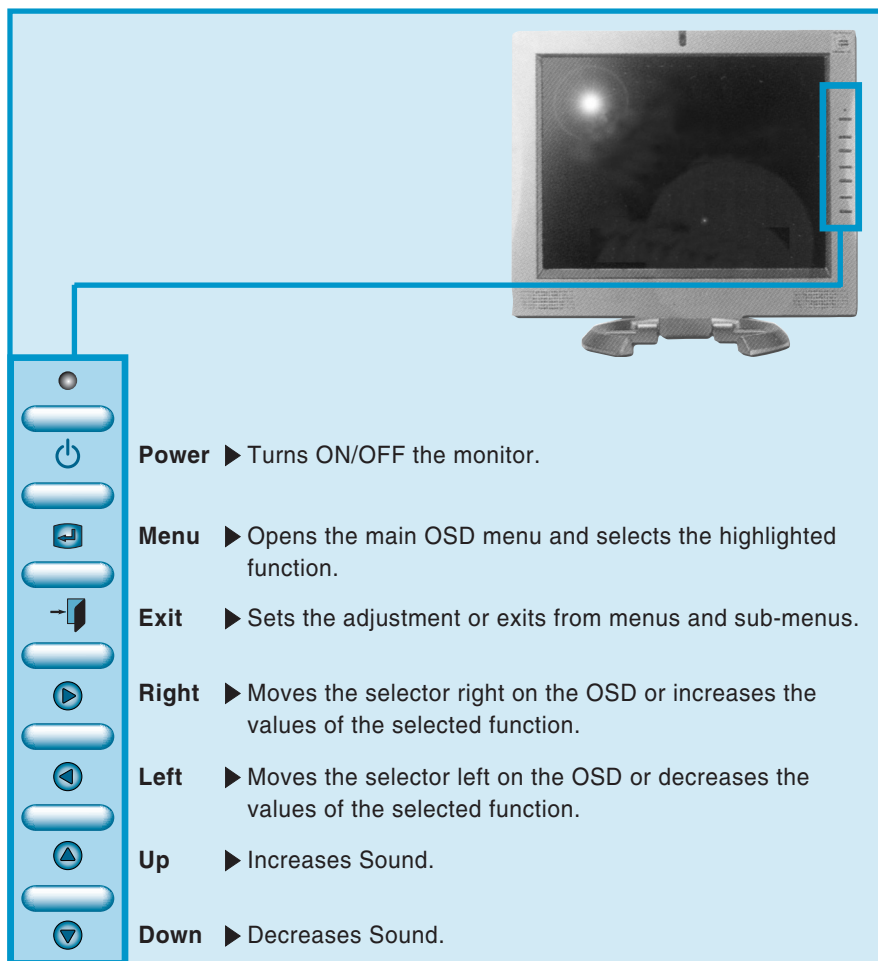 Power Turns ON/OFF the monitor.
Menu Opens the main OSD menu and selects the highlighted
function.
Exit Sets the adjustment or exits from menus and sub-menus.
Right Moves the selector right on the OSD or increases the
values of the selected function.
Left Moves the selector left on the OSD or decreases the
values of the selected function.
Up Increases Sound.
Down Decreases Sound.